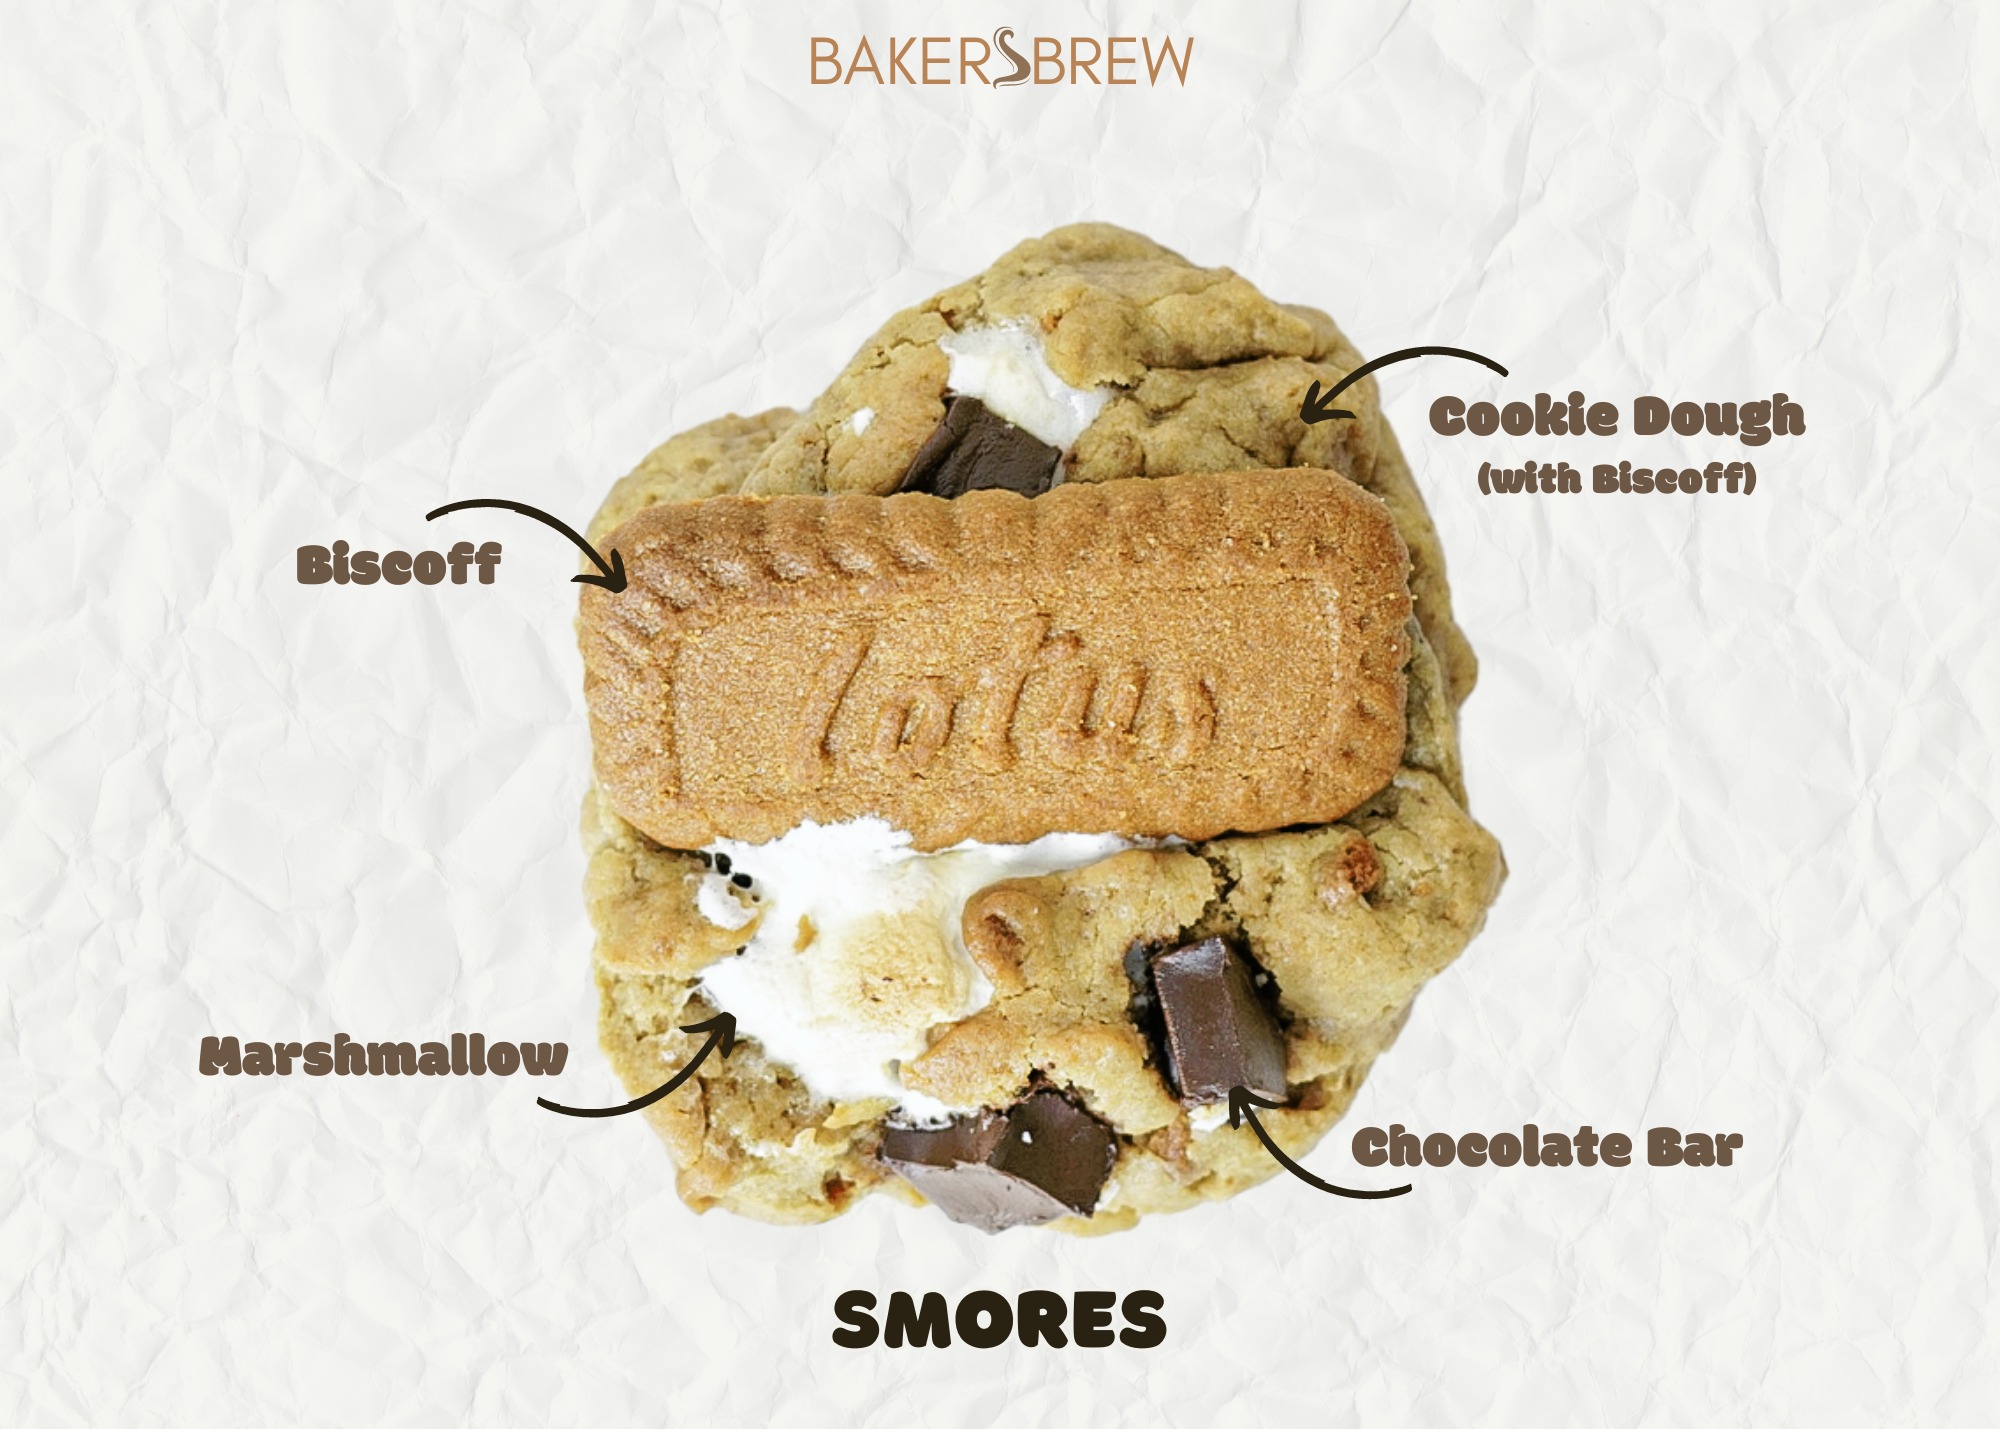 BAKERSBREW
Cookie Dough
(with Biscoff)
Biscoff
Lotus
Marshmallow
Chocolate Bar
SMORES